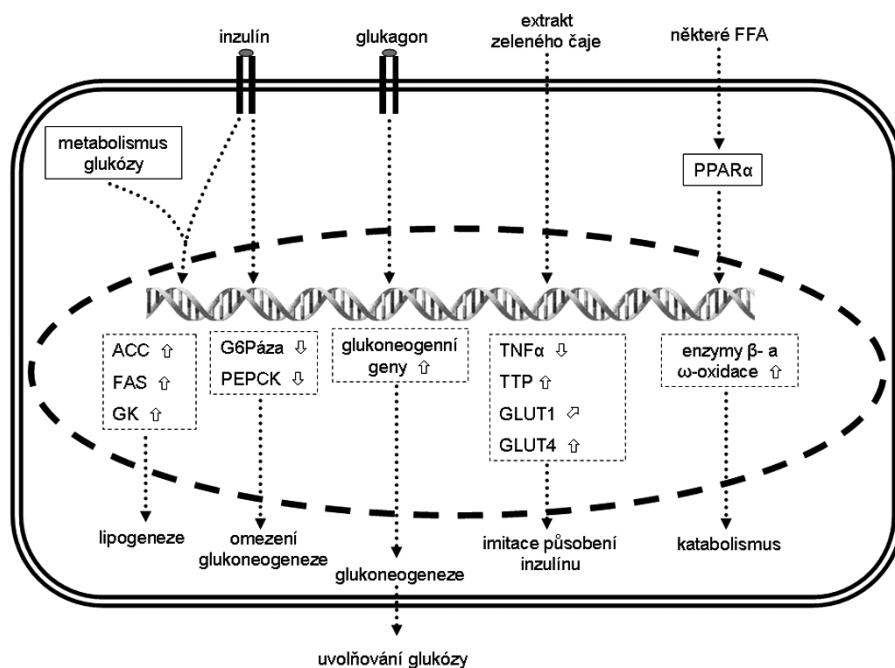 inzulín
glukagon
extrakt
zeleného čaje
některé FFA
metabolismus
glukózy
PPARα
ACC ⇧
FAS ⇧
GK ⇧
G6Páza ⇩
PEPCK ⇩
glukoneogenní
geny ⇧
TNFα ⇩
TTP ⇧
GLUT1 ⬀
GLUT4 ⇧
enzymy β- a
ω-oxidace ⇧
lipogeneze
omezení
glukoneogeneze
glukoneogeneze
imitace působení
inzulínu
katabolismus
uvolňování glukózy